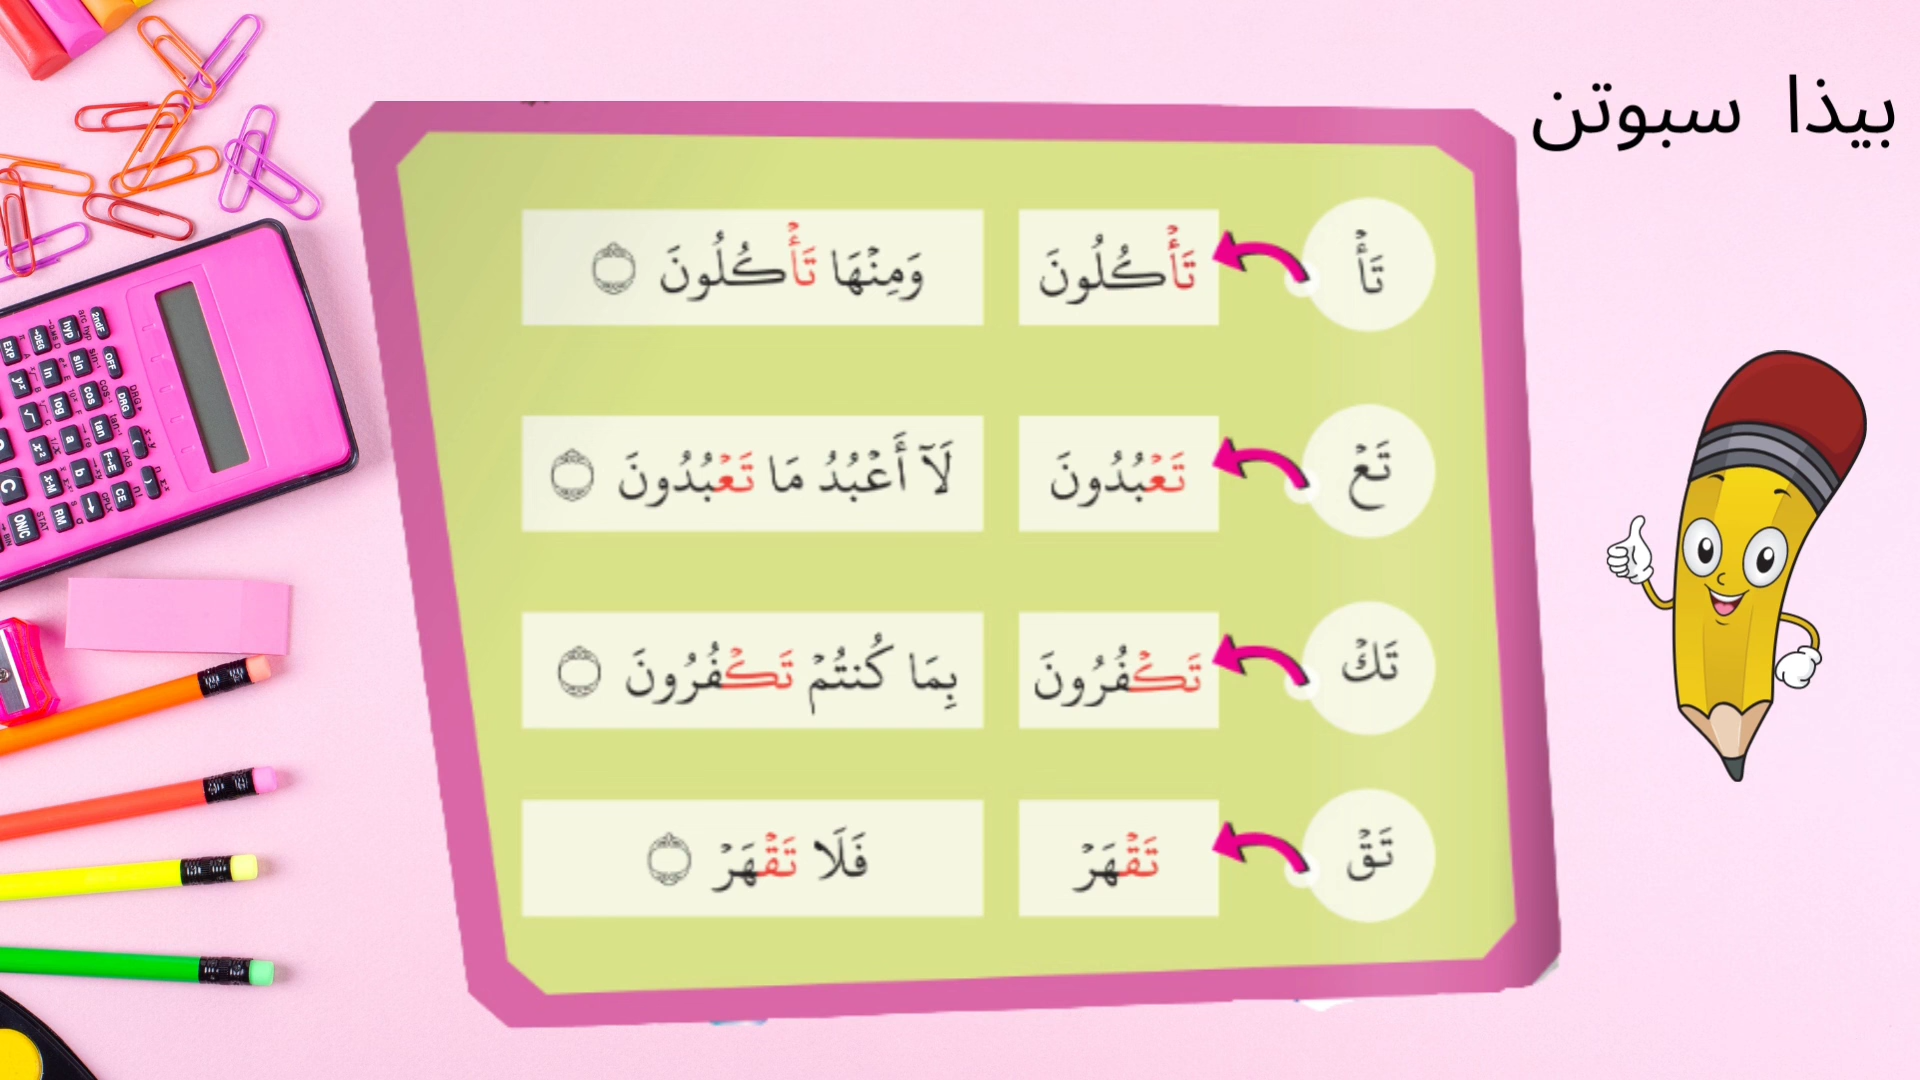 بيذا سبوتن
تَأۡ تَأۡكُلُونَ وَمِنۡهَا تَأۡكُلُونَ ۝
تَعۡ تَعۡبُدُونَ لَآ أَعۡبُدُ مَا تَعۡبُدُونَ ۝
تَكۡ تَكۡفُرُونَ بِمَا كُنتُمۡ تَكۡفُرُونَ ۝
تَقۡ تَقۡهَرۡ فَلَا تَقۡهَرۡ ۝